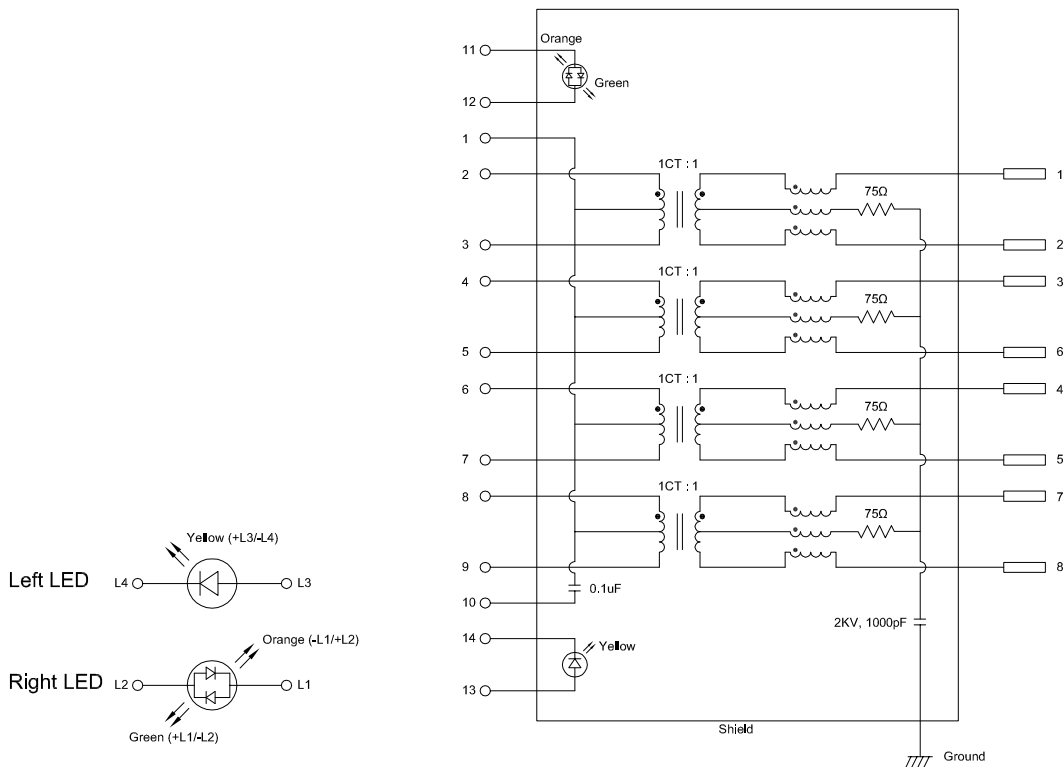 11
Orange
Green
12
1
1CT : 1
2
75Ω
1
3
2
1CT : 1
4
75Ω
3
5
6
1CT : 1
6
75Ω
4
7
5
1CT : 1
8
75Ω
7
9
8
0.1uF
10
2KV, 1000pF
14
Yellow
13
Shield
Ground
Yellow (+L3/-L4)
Left LED
L4
L3
Orange (-L1/+L2)
Right LED
L2
L1
Green (+L1/-L2)